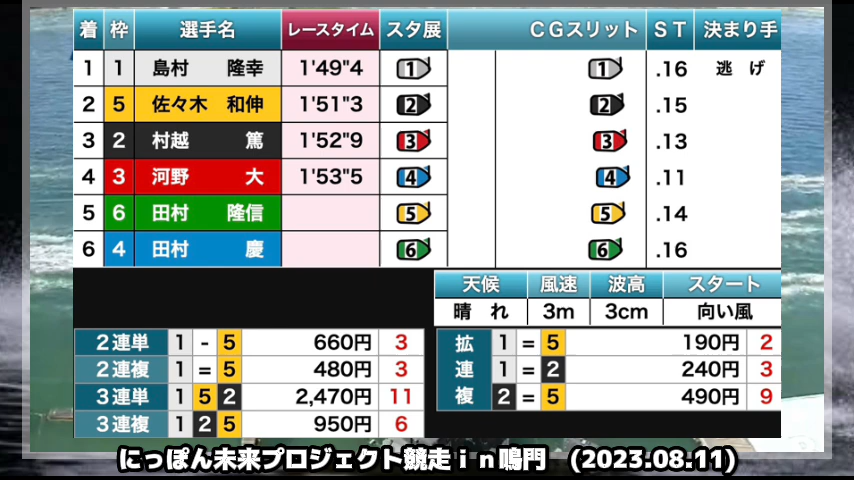 着 枠 選手名 レースタイム スタ展 CGスリット ST 決まり手
1 1 島村 隆幸 1'49"4 1 1 .16 逃 げ
2 5 佐々木 和伸 1'51"3 2 2 .15
3 2 村越 篤 1'52"9 3 3 .13
4 3 河野 大 1'53"5 4 4 .11
5 6 田村 隆信 5 5 .14
6 4 田村 慶 6 6 .16
天候 風速 波高 スタート
晴 れ 3m 3cm 向い風
2連単 1 - 5 660円 3
2連複 1 = 5 480円 3
3連単 1 5 2 2,470円 11
3連複 1 2 5 950円 6
拡連複
1 = 5 190円 2
1 = 2 240円 3
2 = 5 490円 9
にっぽん未来プロジェクト競走in鳴門 (2023.08.11)